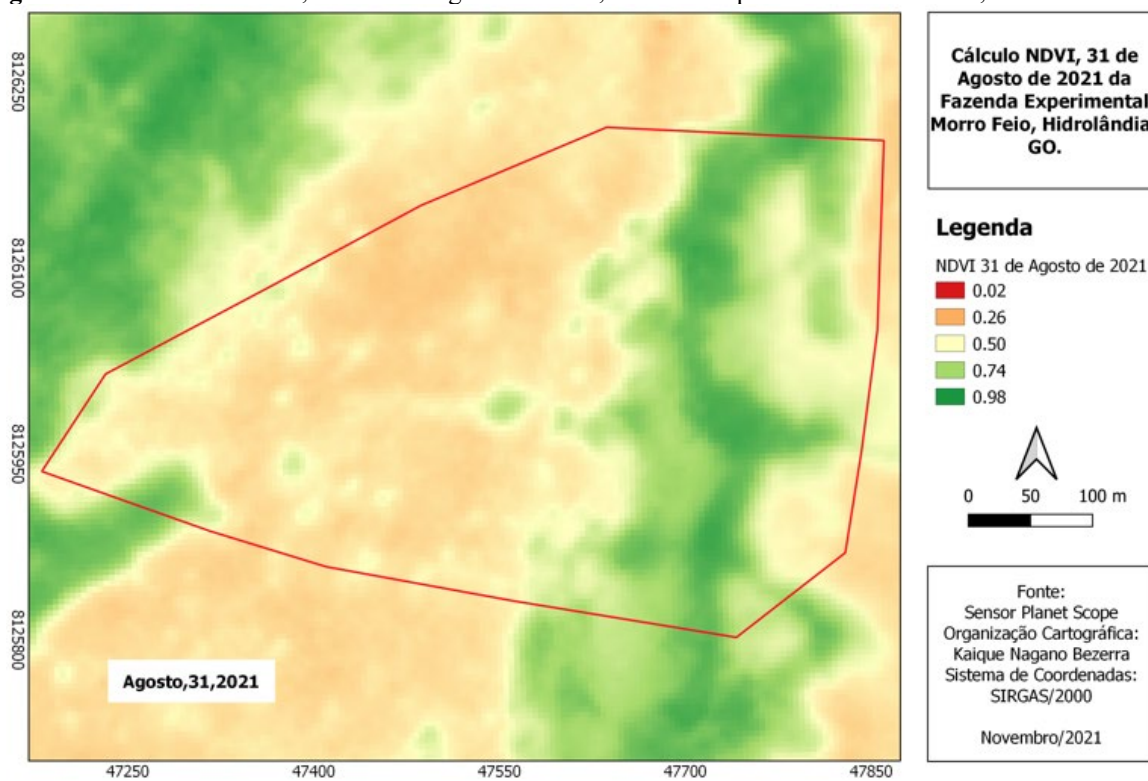 Cálculo NDVI, 31 de
Agosto de 2021 da
Fazenda Experimental
Morro Feio, Hidrolândia
GO.
Legenda
NDVI 31 de Agosto de 2021
0.02
0.26
0.50
0.74
0.98
0 50 100 m
Fonte:
Sensor Planet Scope
Organização Cartográfica:
Kaique Nagano Bezerra
Sistema de Coordenadas:
SIRGAS/2000
Novembro/2021
8126250
8126100
8125950
8125800
Agosto,31,2021
47250 47400 47550 47700 47850